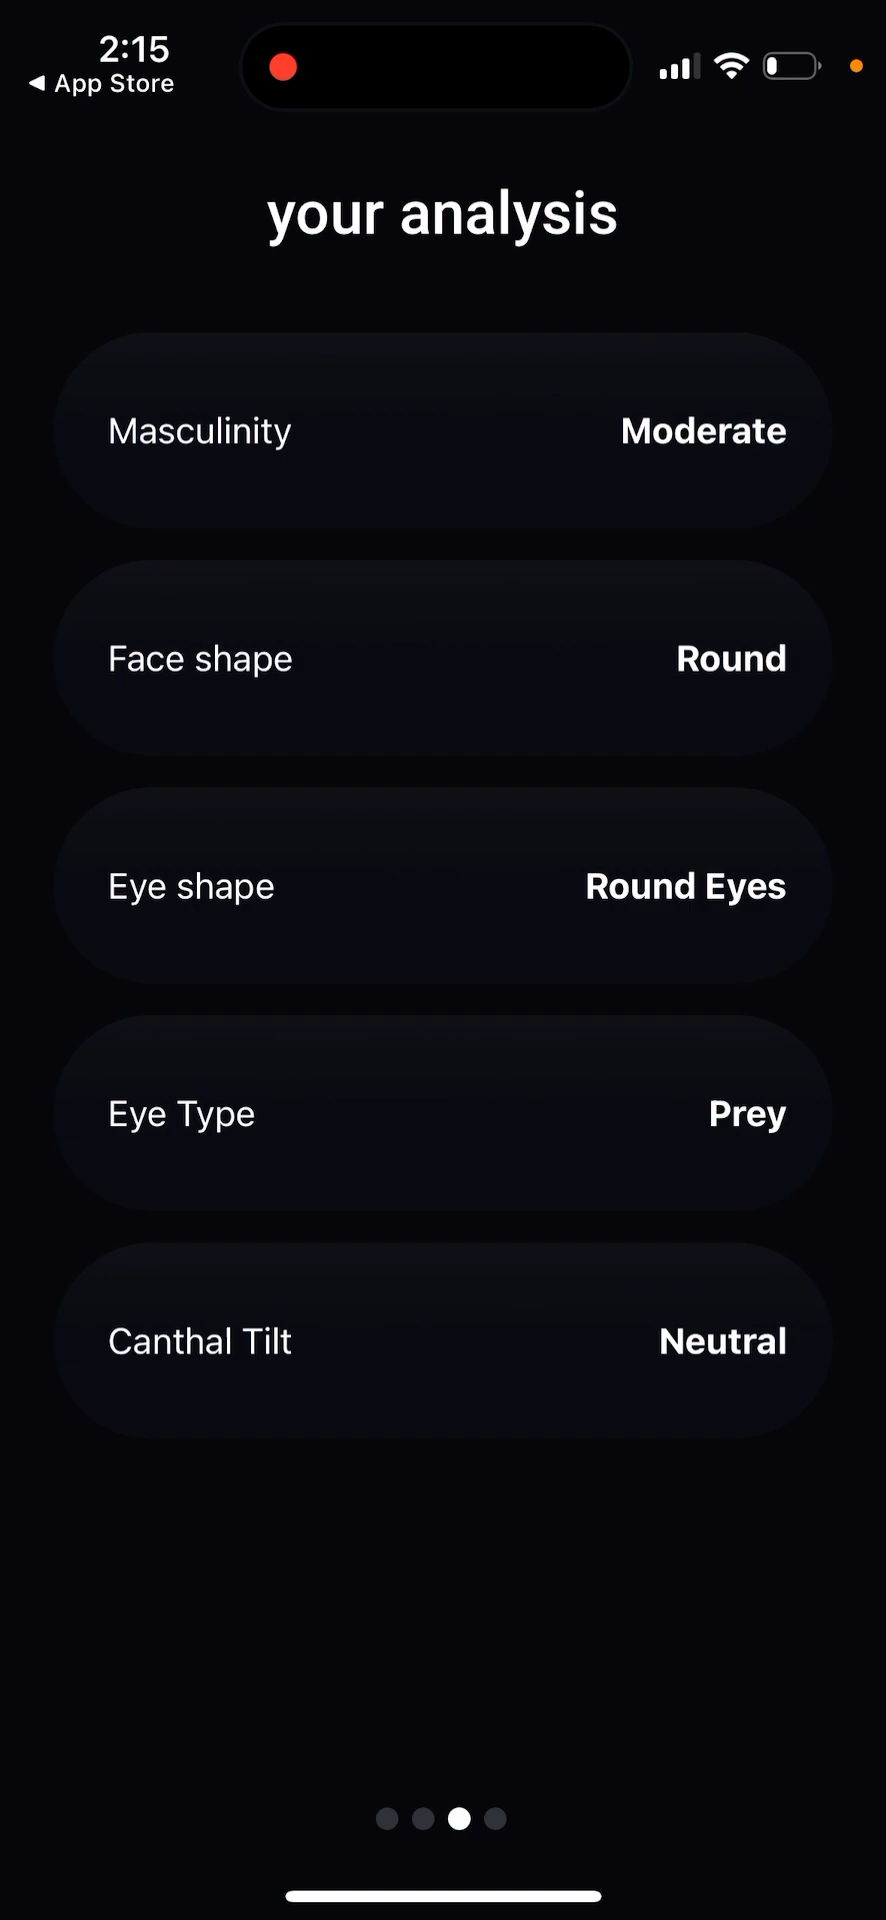 2:15
◀ App Store
your analysis
Masculinity Moderate
Face shape Round
Eye shape Round Eyes
Eye Type Prey
Canthal Tilt Neutral